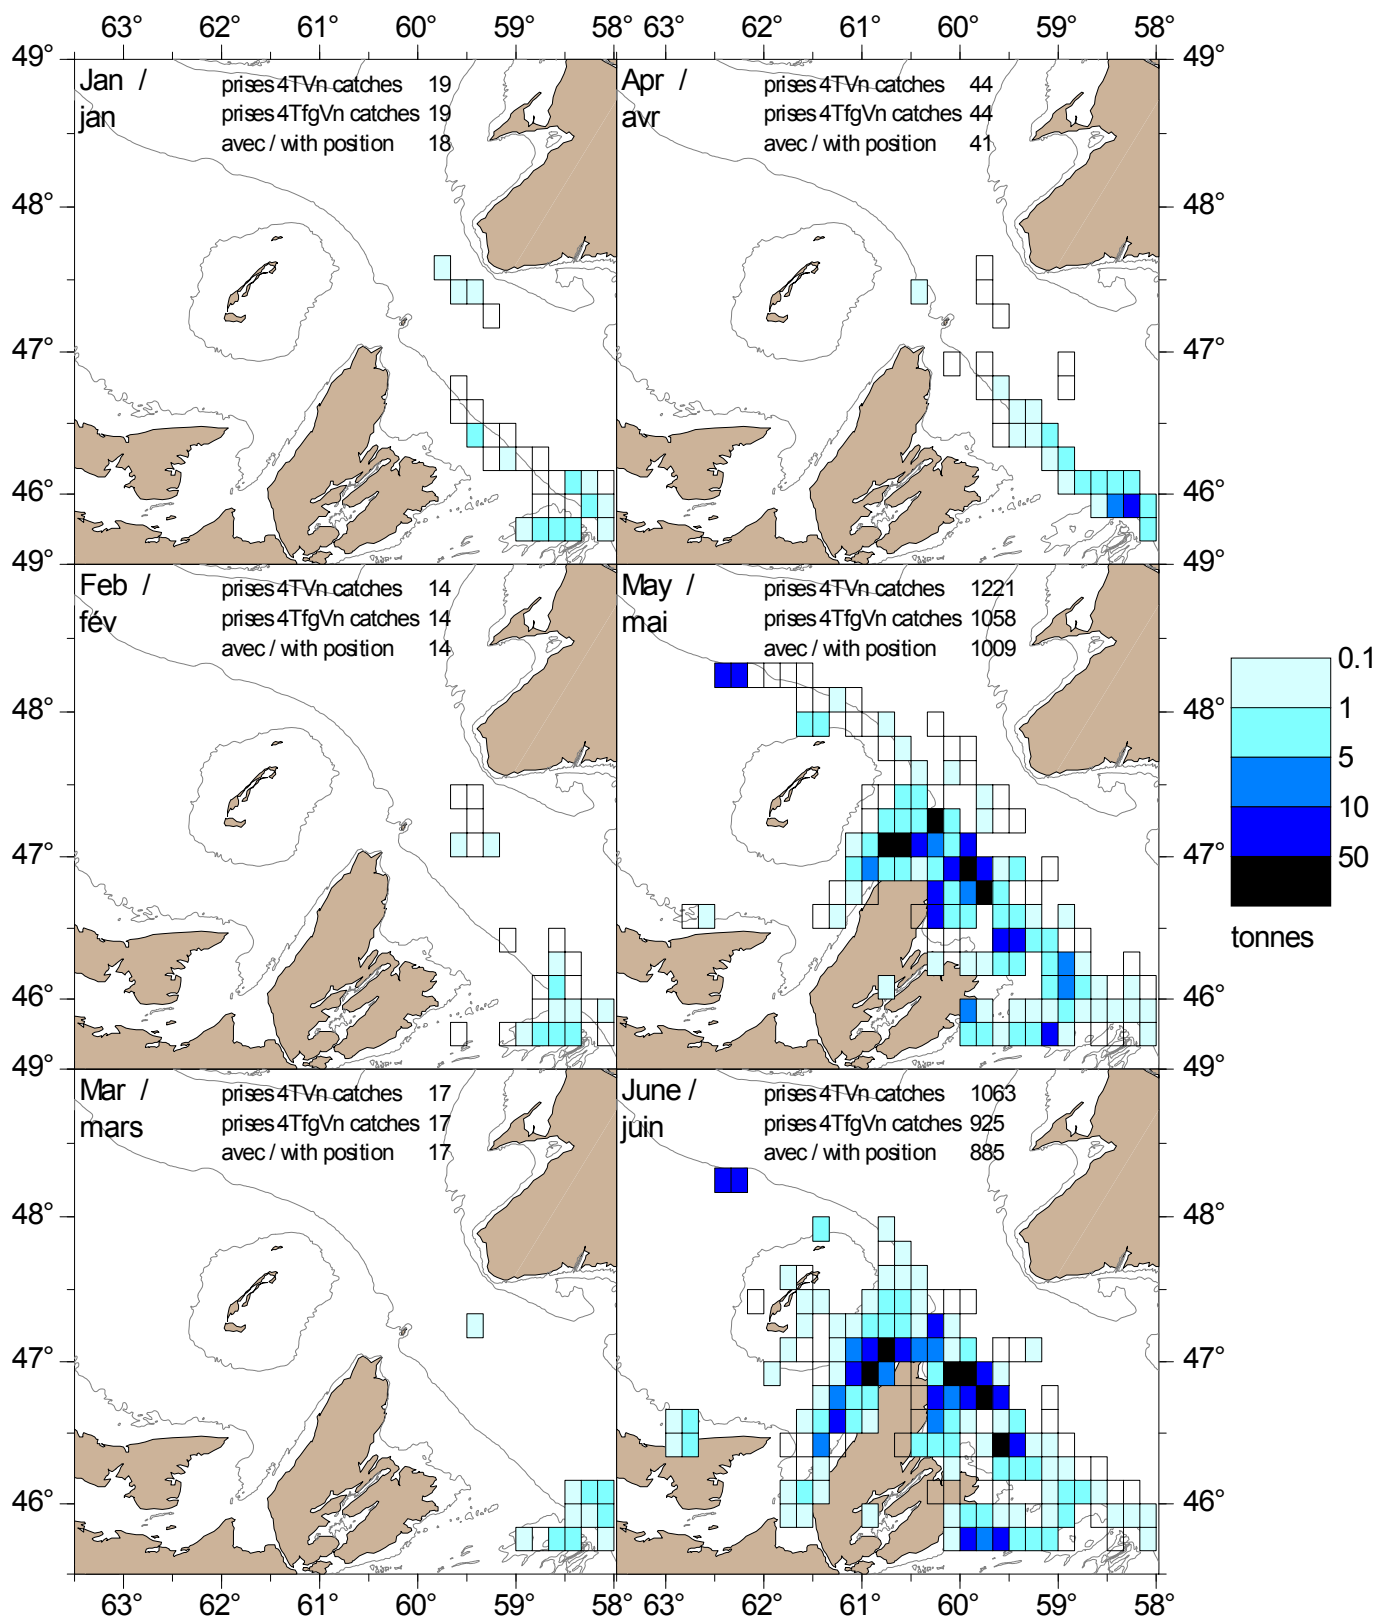 63° 62° 61° 60° 59° 58° 63° 62° 61° 60° 59° 58°
49° 49°
Jan / jan
prises 4TVn catches 19
prises 4TfgVn catches 19
avec / with position 18
Apr / avr
prises 4TVn catches 44
prises 4TfgVn catches 44
avec / with position 41
48° 48°
47° 47°
46° 46°
49° 49°
Feb / fév
prises 4TVn catches 14
prises 4TfgVn catches 14
avec / with position 14
May / mai
prises 4TVn catches 1221
prises 4TfgVn catches 1058
avec / with position 1009
48° 48°
47° 47°
46° 46°
49° 49°
0.1
1
5
10
50
tonnes
Mar / mars
prises 4TVn catches 17
prises 4TfgVn catches 17
avec / with position 17
June / juin
prises 4TVn catches 1063
prises 4TfgVn catches 925
avec / with position 885
48° 48°
47° 47°
46° 46°
63° 62° 61° 60° 59° 58° 63° 62° 61° 60° 59° 58°